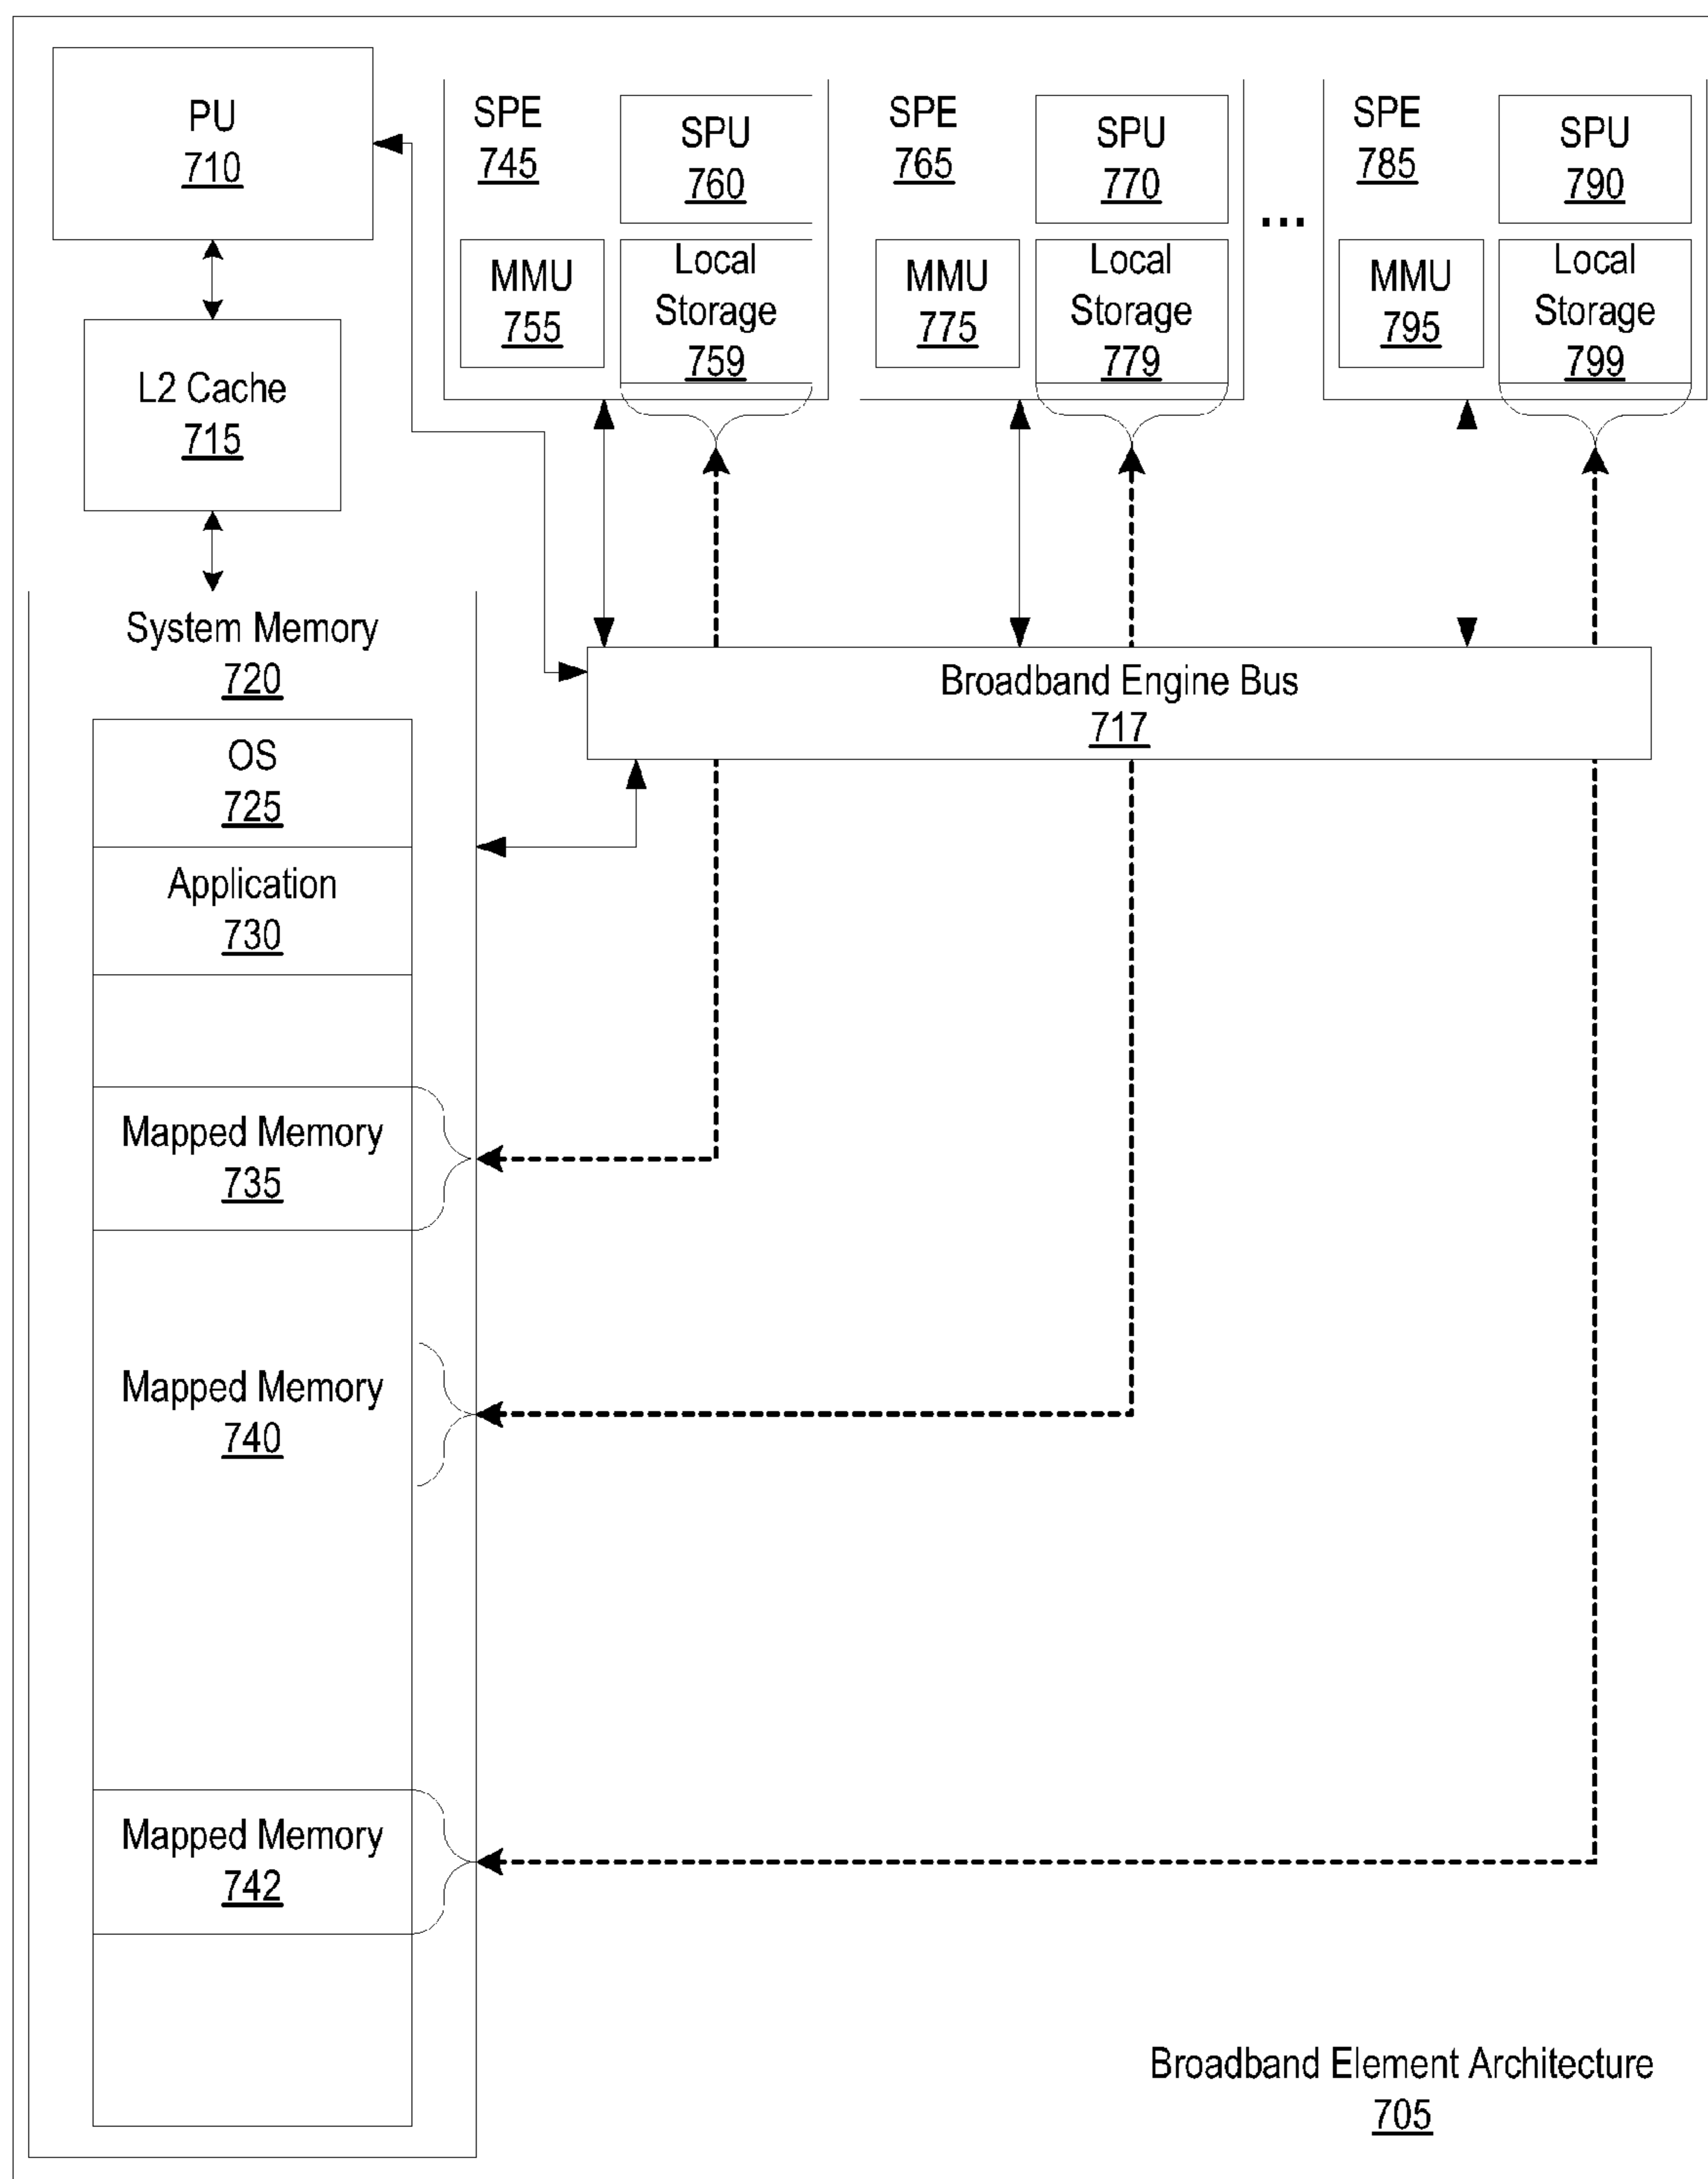 PU
710
L2 Cache
715
SPE
745
SPU
760
MMU
755
Local
Storage
759
SPE
765
SPU
770
MMU
775
Local
Storage
779
...
SPE
785
SPU
790
MMU
795
Local
Storage
799
Broadband Engine Bus
717
System Memory
720
OS
725
Application
730
Mapped Memory
735
Mapped Memory
740
Mapped Memory
742
Broadband Element Architecture
705